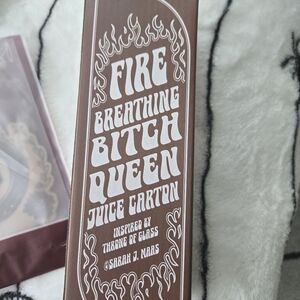 FIRE
BREATHING
BITCH
QUEEN
JUICE CARTON
INSPIRED BY
THRONE OF GLASS
©SARAH J. MAAS